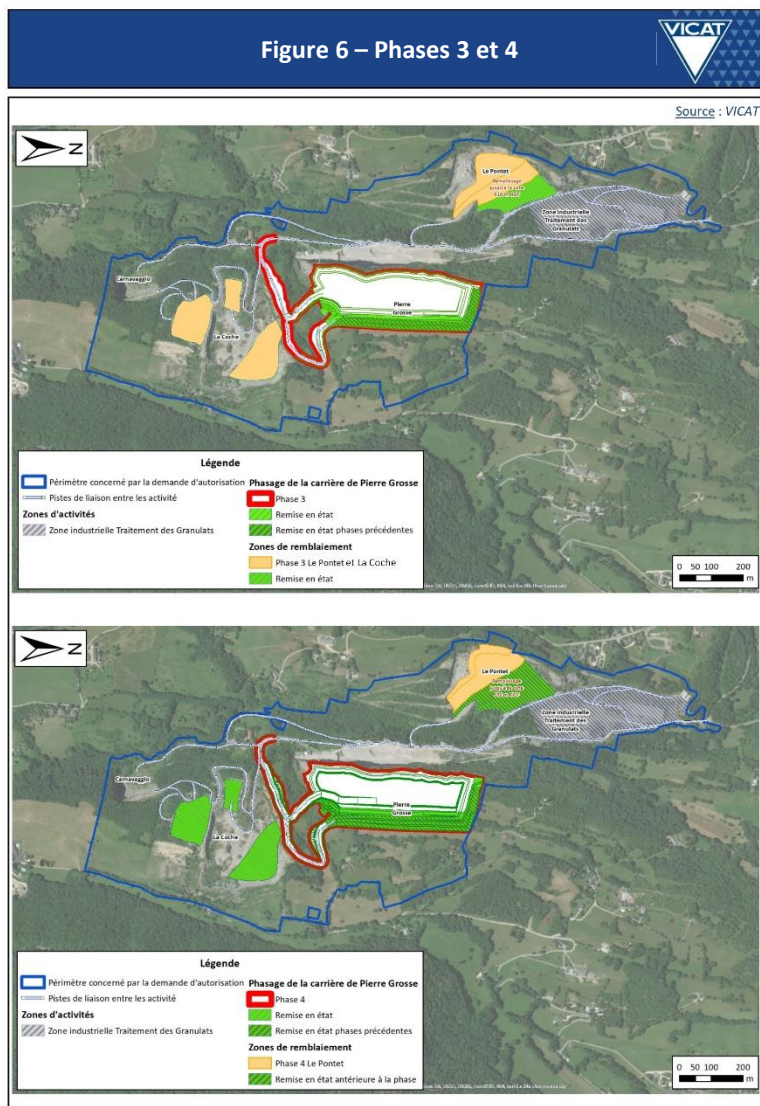 Figure 6 – Phases 3 et 4
VICAT
Source : VICAT
N
Le Pontet
Remplissage
Zone Industrielle
Traitement des
Granulats
Carnavaggio
La Coche
Pierre
Grosse
Légende
Périmètre concerné par la demande d'autorisation
Pistes de liaison entre les activité
Zones d'activités
Zone industrielle Traitement des Granulats
Phasage de la carrière de Pierre Grosse
Phase 3
Remise en état
Remise en état phases précédentes
Zones de remblaiement
Phase 3 Le Pontet et La Coche
Remise en état
0 50 100 200
m
N
Le Pontet
Zone Industrielle
Traitement des
Granulats
Carnavaggio
La Coche
Pierre
Grosse
Légende
Périmètre concerné par la demande d'autorisation
Pistes de liaison entre les activité
Zones d'activités
Zone industrielle Traitement des Granulats
Phasage de la carrière de Pierre Grosse
Phase 4
Remise en état
Remise en état phases précédentes
Zones de remblaiement
Phase 4 Le Pontet
Remise en état antérieure à la phase
0 50 100 200
m